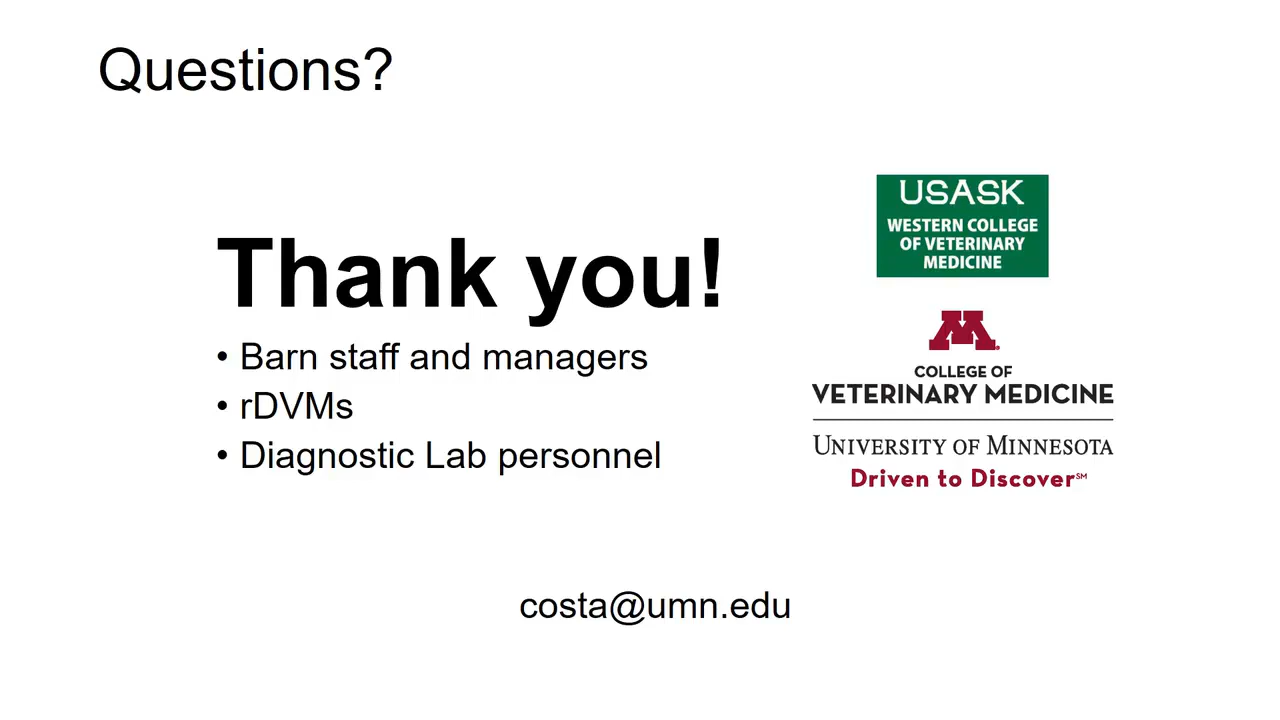 Questions?
Thank you!
• Barn staff and managers
• rDVMs
• Diagnostic Lab personnel
USASK
WESTERN COLLEGE
OF VETERINARY
MEDICINE
M
COLLEGE OF
VETERINARY MEDICINE
UNIVERSITY OF MINNESOTA
Driven to Discover℠
costa@umn.edu